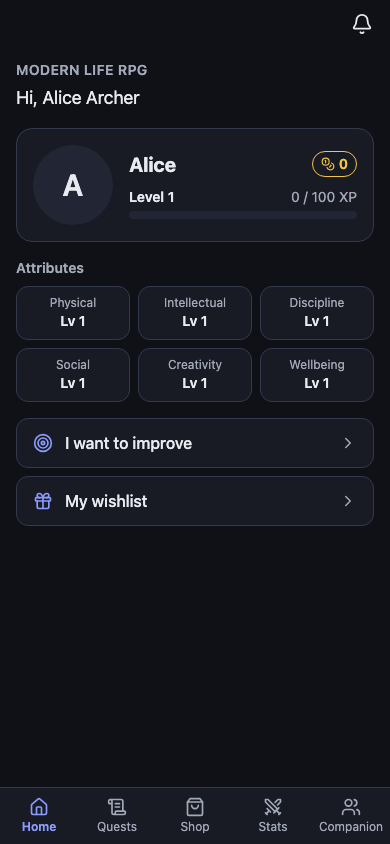 MODERN LIFE RPG
Hi, Alice Archer
A
Alice
0
Level 1
0 / 100 XP
Attributes
Physical
Lv 1
Intellectual
Lv 1
Discipline
Lv 1
Social
Lv 1
Creativity
Lv 1
Wellbeing
Lv 1
I want to improve
My wishlist
Home
Quests
Shop
Stats
Companion